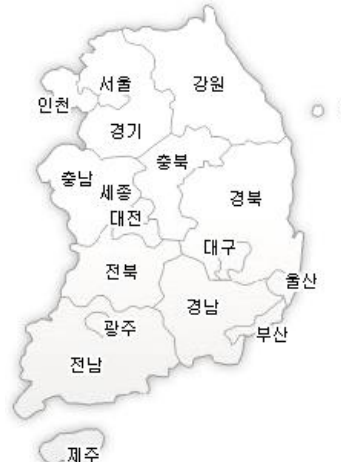 서울
강원
인천
경기
충북
충남
세종
경북
대전
대구
전북
울산
경남
광주
부산
전남
제주